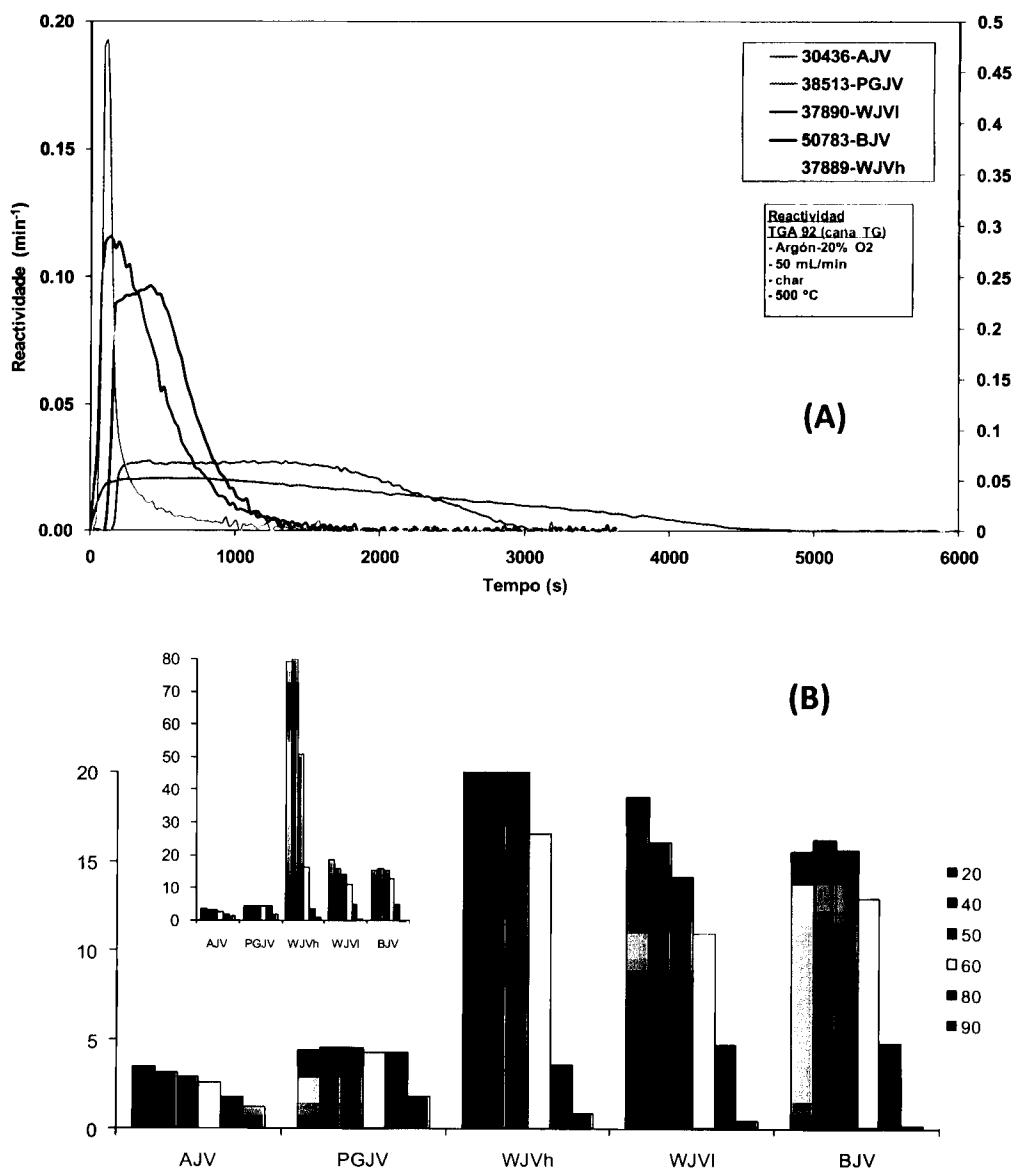 0.20
0.15
0.10
0.05
0.00
Reactividade (min⁻¹)
0.5
0.45
0.4
0.35
0.3
0.25
0.2
0.15
0.1
0.05
0
30436-AJV
38513-PGJV
37890-WJVl
50783-BJV
37889-WJVh
Reactividad
TGA 92 (cana TG)
- Argón-20% O2
- 50 mL/min
- char
- 500 ºC
(A)
0 1000 2000 3000 4000 5000 6000
Tempo (s)
(B)
80
70
60
50
40
30
20
10
0
AJV PGJV WJVh WJVl BJV
20
15
10
5
0
20
40
50
60
80
90
AJV PGJV WJVh WJVl BJV